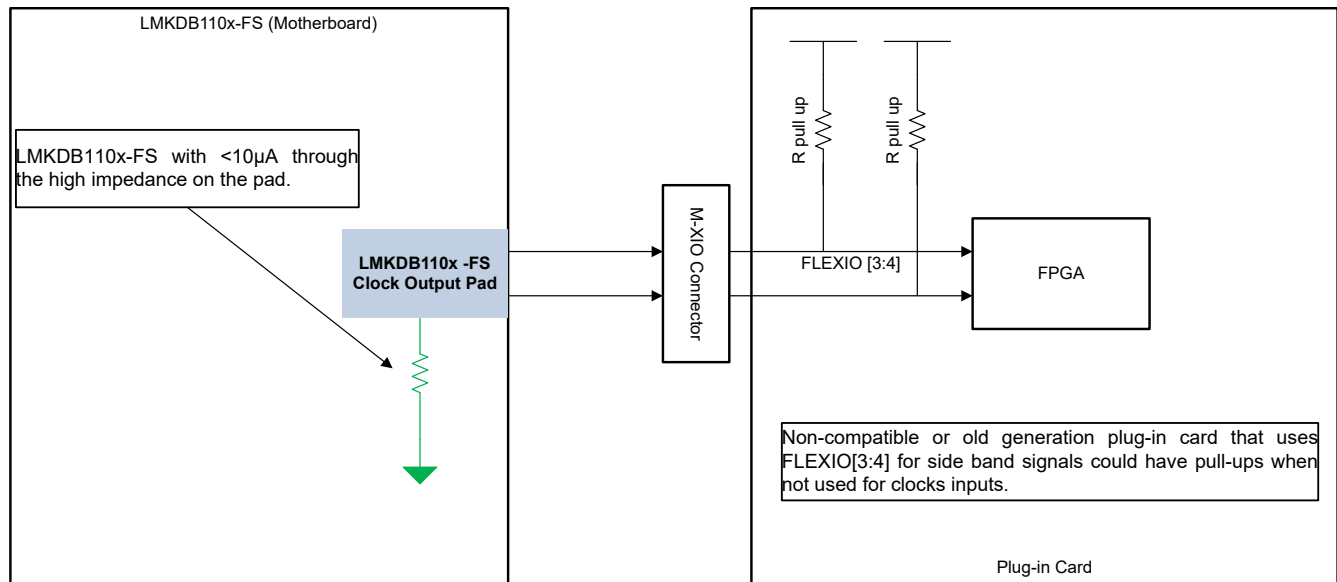 LMKDB110x-FS (Motherboard)
LMKDB110x-FS with <10µA through
the high impedance on the pad.
LMKDB110x -FS
Clock Output Pad
M-XIO Connector
R pull up
R pull up
FLEXIO [3:4]
FPGA
Non-compatible or old generation plug-in card that uses
FLEXIO[3:4] for side band signals could have pull-ups when
not used for clocks inputs.
Plug-in Card